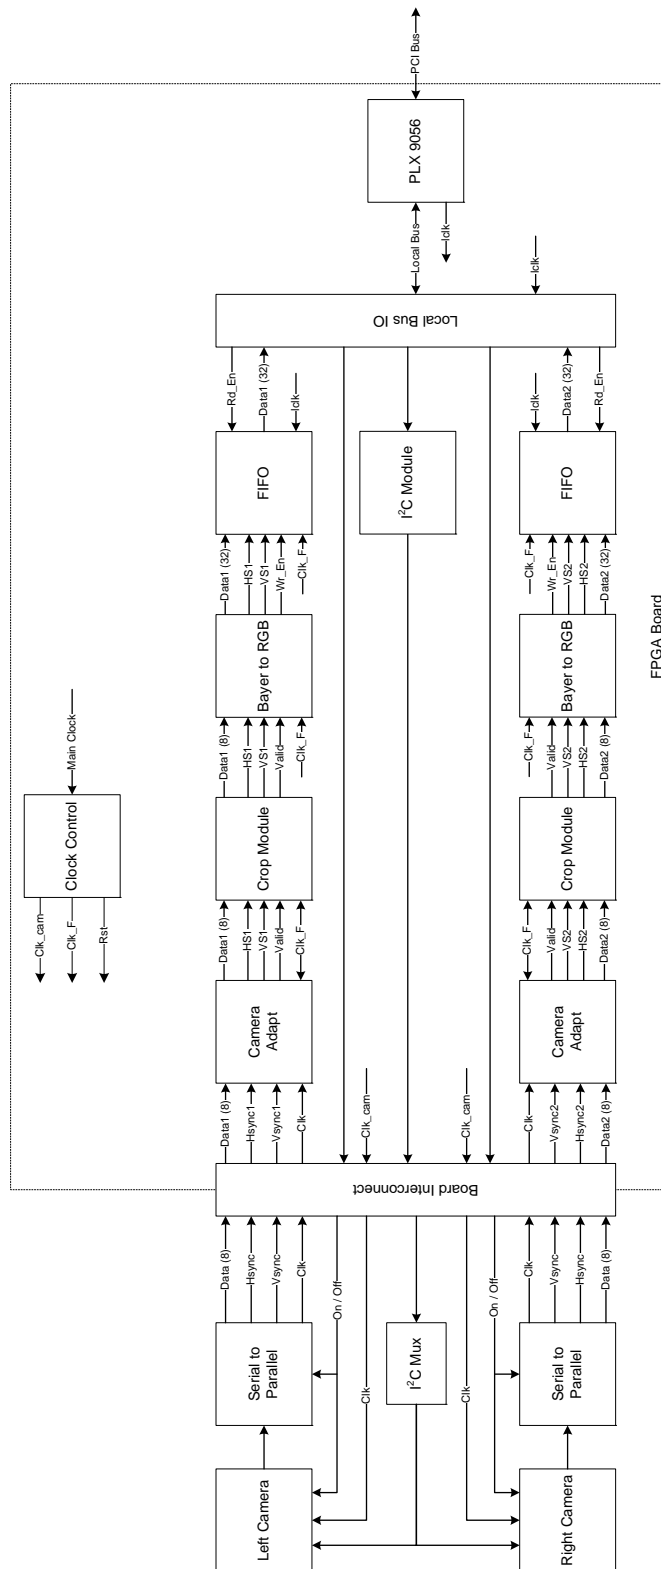 PCI Bus
PLX 9056
Local Bus
lclk
lclk
Local Bus IO
Rd_En
Data1 (32)
lclk
lclk
Data2 (32)
Rd_En
FIFO
I²C Module
FIFO
Data1 (32)
HS1
VS1
Wr_En
Clk_F
Clk_F
Wr_En
VS2
HS2
Data2 (32)
Bayer to RGB
Bayer to RGB
FPGA Board
Main Clock
Data1 (8)
HS1
VS1
Valid
Clk_F
Clk_F
Valid
VS2
HS2
Data2 (8)
Clock Control
Crop Module
Crop Module
Clk_cam
Clk_F
Rst
Data1 (8)
HS1
VS1
Valid
Clk_F
Clk_F
Valid
VS2
HS2
Data2 (8)
Camera
Adapt
Camera
Adapt
Data1 (8)
Hsync1
Vsync1
Clk
Clk_cam
Clk_cam
Clk
Vsync2
Hsync2
Data2 (8)
Board Interconnect
Data (8)
Hsync
Vsync
Clk
On / Off
On / Off
Clk
Vsync
Hsync
Data (8)
Serial to
Parallel
Clk
I²C Mux
Clk
Serial to
Parallel
Left Camera
Right Camera